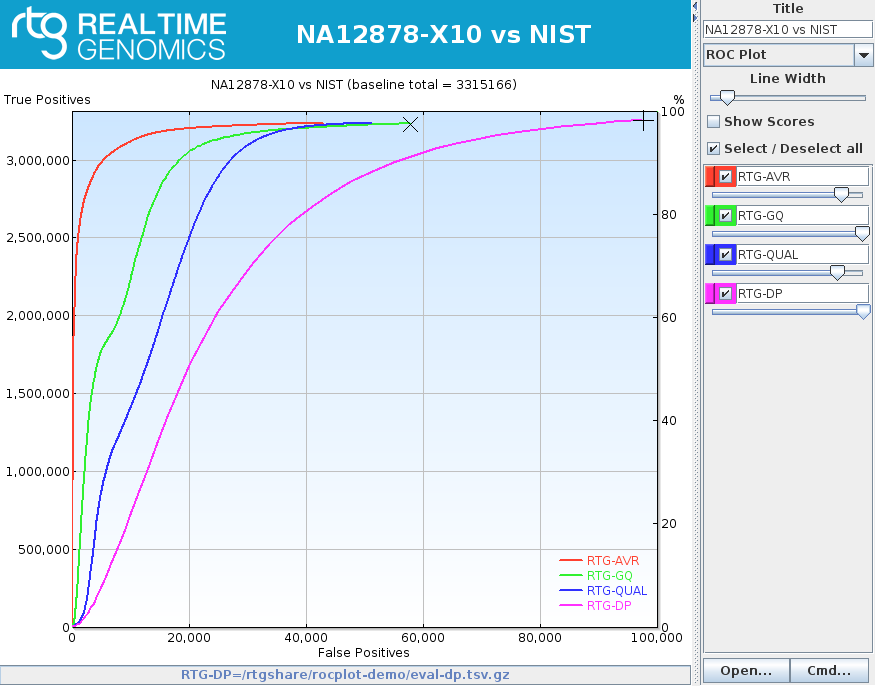 rtg REALTIME GENOMICS
NA12878-X10 vs NIST
NA12878-X10 vs NIST (baseline total = 3315166)
True Positives
%
100
3,000,000
80
2,500,000
2,000,000
60
1,500,000
40
1,000,000
20
500,000
RTG-AVR
RTG-GQ
RTG-QUAL
RTG-DP
0
0
0
20,000
40,000
60,000
80,000
100,000
False Positives
RTG-DP=/rtgshare/rocplot-demo/eval-dp.tsv.gz
Title
NA12878-X10 vs NIST
ROC Plot
Line Width
Show Scores
Select / Deselect all
RTG-AVR
RTG-GQ
RTG-QUAL
RTG-DP
Open... Cmd...